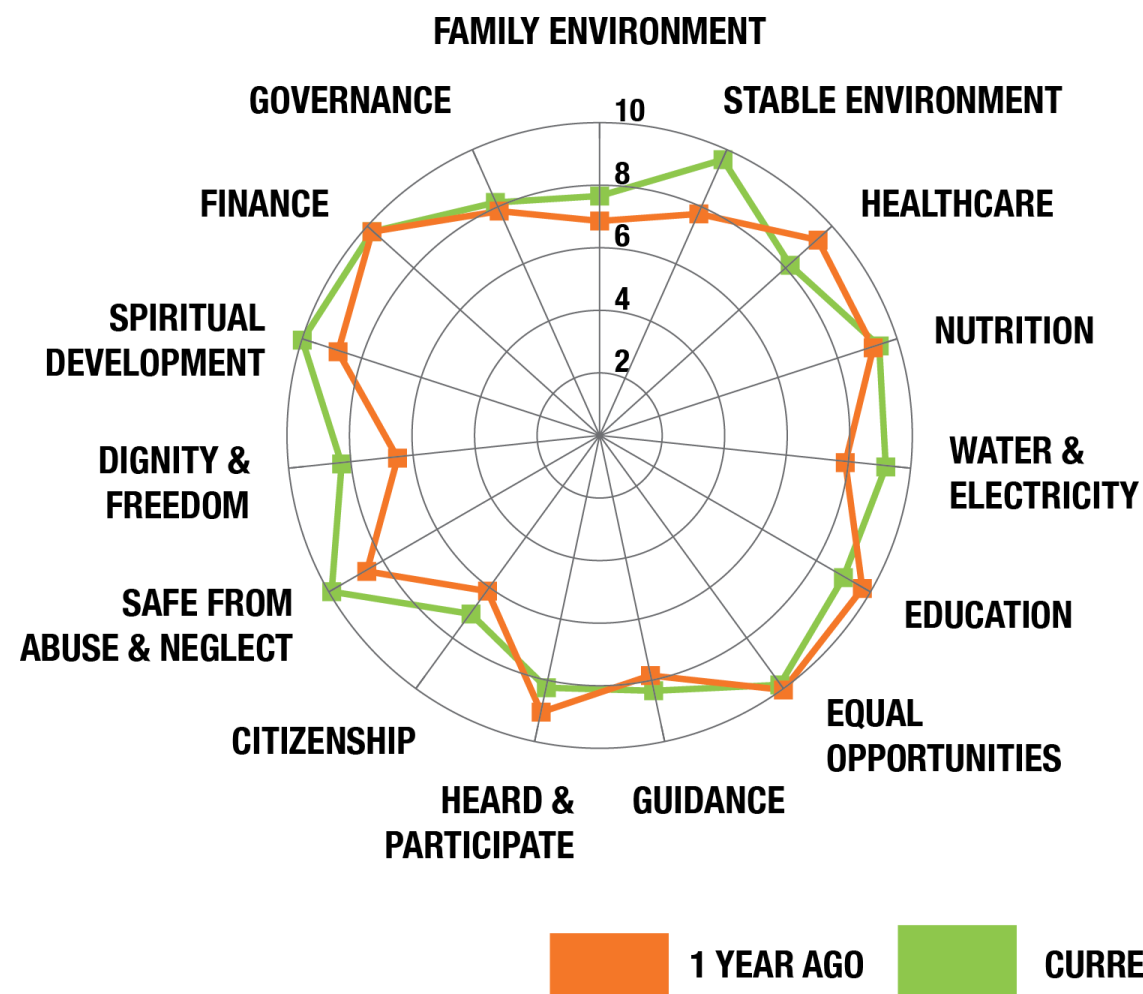 FAMILY ENVIRONMENT
GOVERNANCE
STABLE ENVIRONMENT
10
8
6
4
2
FINANCE
HEALTHCARE
SPIRITUAL
DEVELOPMENT
NUTRITION
DIGNITY &
FREEDOM
WATER &
ELECTRICITY
SAFE FROM
ABUSE & NEGLECT
EDUCATION
CITIZENSHIP
EQUAL
OPPORTUNITIES
HEARD &
PARTICIPATE
GUIDANCE
1 YEAR AGO
CURRE